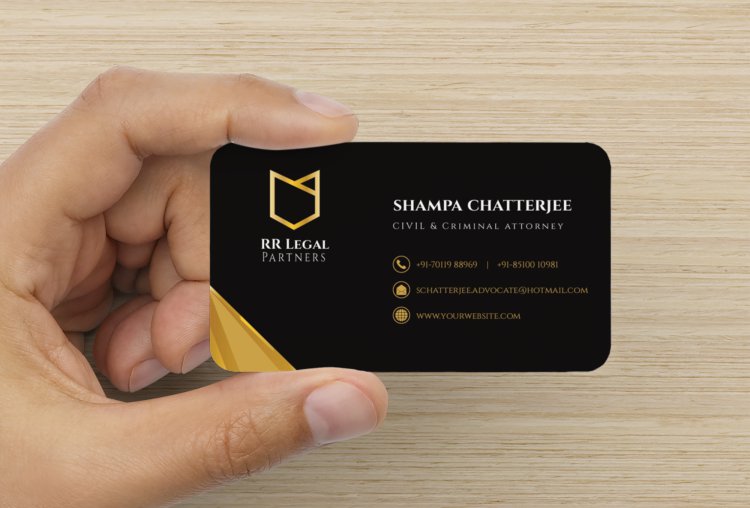 RR Legal
Partners
SHAMPA CHATTERJEE
CIVIL & Criminal attorney
+91-70119 88969 | +91-85100 10981
schatterjee.advocate@hotmail.com
www.yourwebsite.com